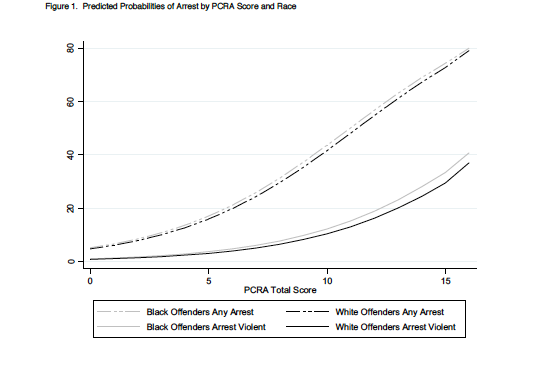 Figure 1. Predicted Probabilities of Arrest by PCRA Score and Race
80
60
40
20
0
0 5 10 15
PCRA Total Score
Black Offenders Any Arrest White Offenders Any Arrest
Black Offenders Arrest Violent White Offenders Arrest Violent